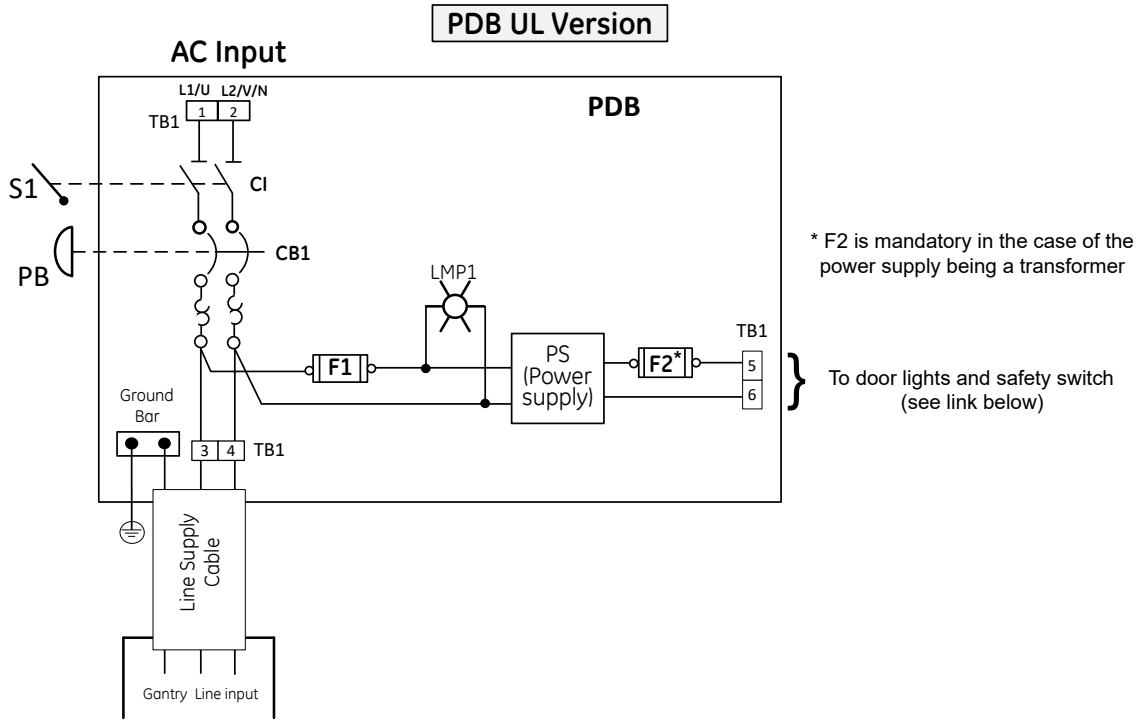 PDB UL Version
AC Input
L1/U L2/V/N
PDB
1 2
TB1
S1
CI
PB
CB1
* F2 is mandatory in the case of the
power supply being a transformer
LMP1
TB1
PS
(Power
supply)
F1
F2*
5
6
To door lights and safety switch
(see link below)
Ground
Bar
3 4
TB1
Line Supply
Cable
Gantry Line input